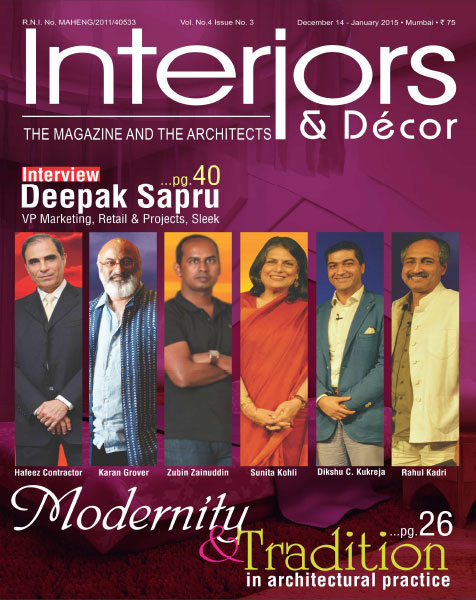 R.N.I. No. MAHENG/2011/40533 Vol. No.4 Issue No. 3 December 14 - January 2015 • Mumbai • ₹ 75
Interiors
& Décor
THE MAGAZINE AND THE ARCHITECTS
Interview ...pg.40
Deepak Sapru
VP Marketing, Retail & Projects, Sleek
Hafeez Contractor Karan Grover Zubin Zainuddin Sunita Kohli Dikshu C. Kukreja Rahul Kadri
Modernity
...pg.26
& Tradition
in architectural practice